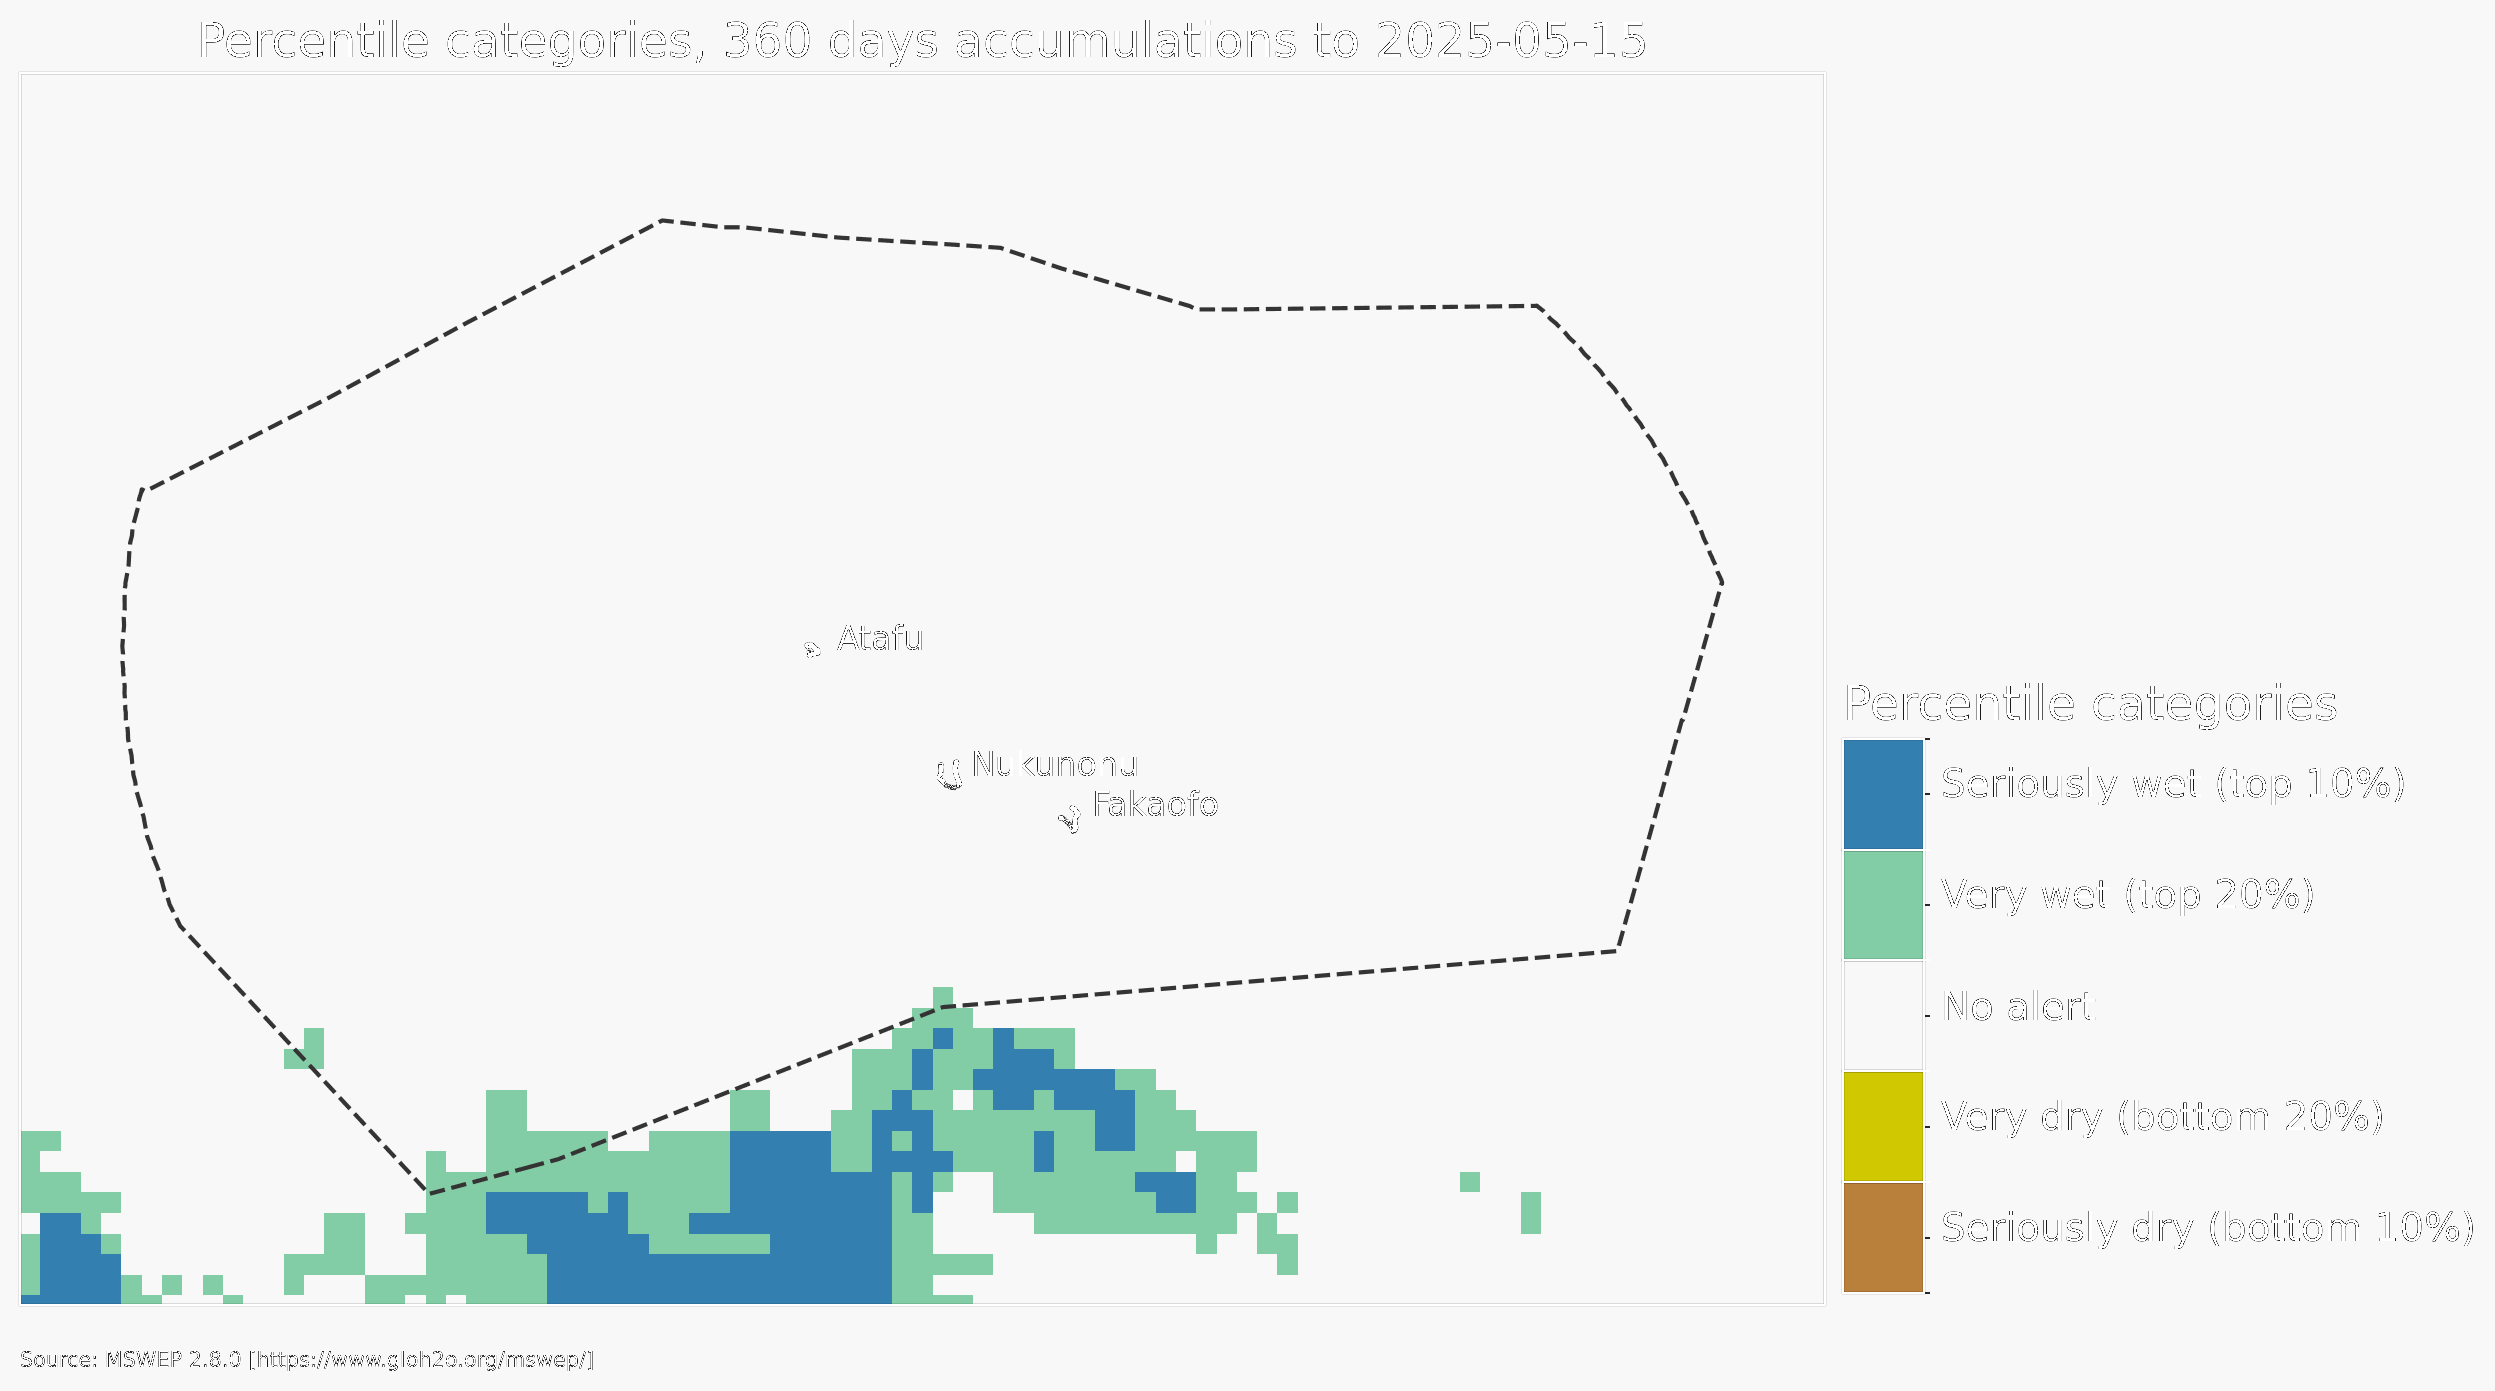 Percentile categories, 360 days accumulations to 2025-05-15
Atafu
Nukunonu
Fakaofo
Percentile categories
Seriously wet (top 10%)
Very wet (top 20%)
No alert
Very dry (bottom 20%)
Seriously dry (bottom 10%)
Source: MSWEP 2.8.0 [https://www.gloh2o.org/mswep/]